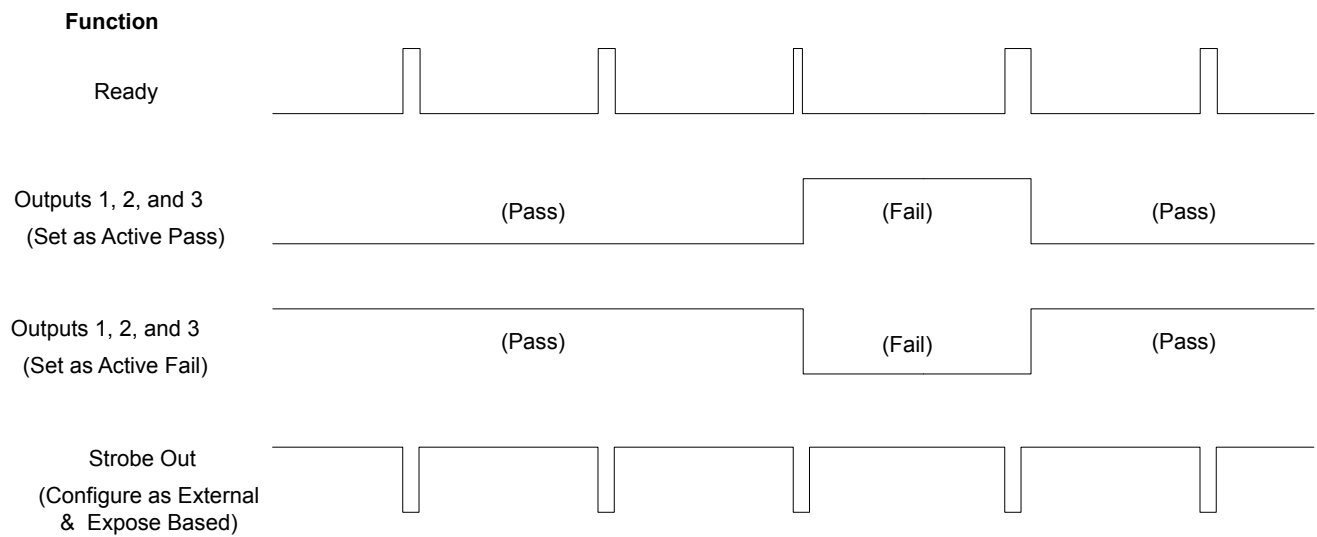 Function
Ready
Outputs 1, 2, and 3
(Set as Active Pass)
(Pass)
(Fail)
(Pass)
Outputs 1, 2, and 3
(Set as Active Fail)
(Pass)
(Fail)
(Pass)
Strobe Out
(Configure as External
& Expose Based)